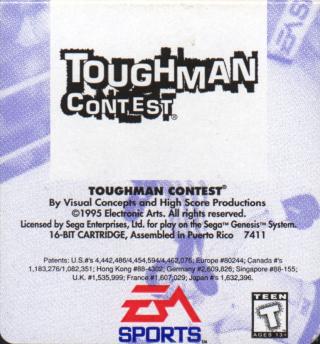 TOUGHMAN
CONTEST®
TOUGHMAN CONTEST®
By Visual Concepts and High Score Productions
©1995 Electronic Arts. All rights reserved.
Licensed by Sega Enterprises, Ltd. for play on the Sega™ Genesis™ System.
16-BIT CARTRIDGE, Assembled in Puerto Rico 7411
Patents: U.S.#'s 4,442,486/4,454,594/4,462,076; Europe #80244; Canada #'s
1,183,276/1,082,351; Hong Kong #88-4302; Germany #2,609,826; Singapore #88-155;
U.K. #1,535,999; France #1,607,029; Japan #'s 1,632,396.
EA
SPORTS™
TEEN
T
AGES 13+